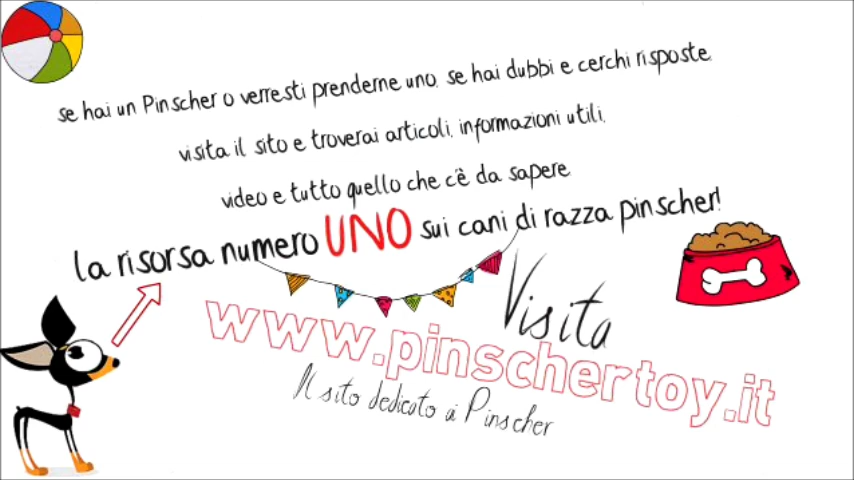 se hai un Pinscher o verresti prenderne uno, se hai dubbi e cerchi risposte,
visita il sito e troverai articoli, informazioni utili,
video e tutto quello che c'è da sapere
la risorsa numero UNO sui cani di razza pinscher!
Visita
www.pinschertoy.it
Il sito dedicato ai Pinscher